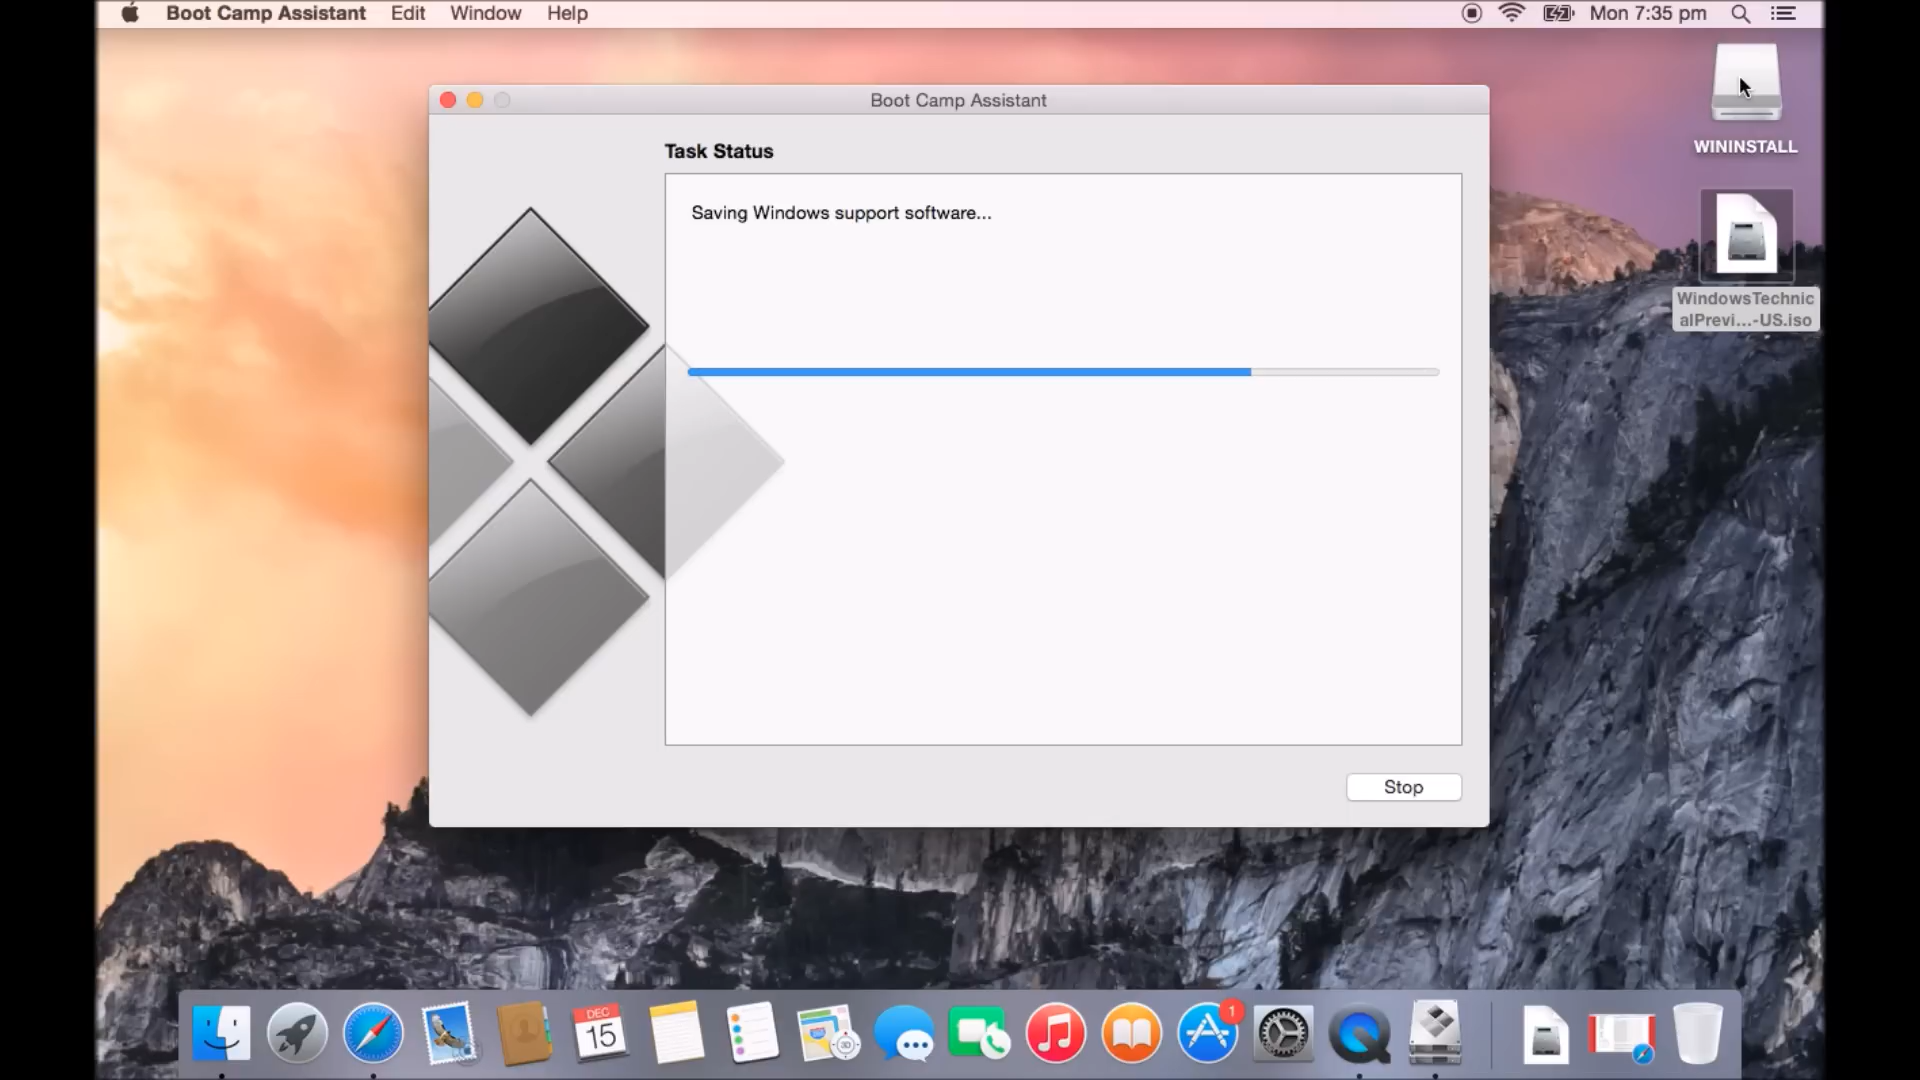 Boot Camp Assistant Edit Window Help
Mon 7:35 pm
Boot Camp Assistant
Task Status
Saving Windows support software...
Stop
WININSTALL
WindowsTechnic
alPrevi...-US.iso
DEC
15
3D
1